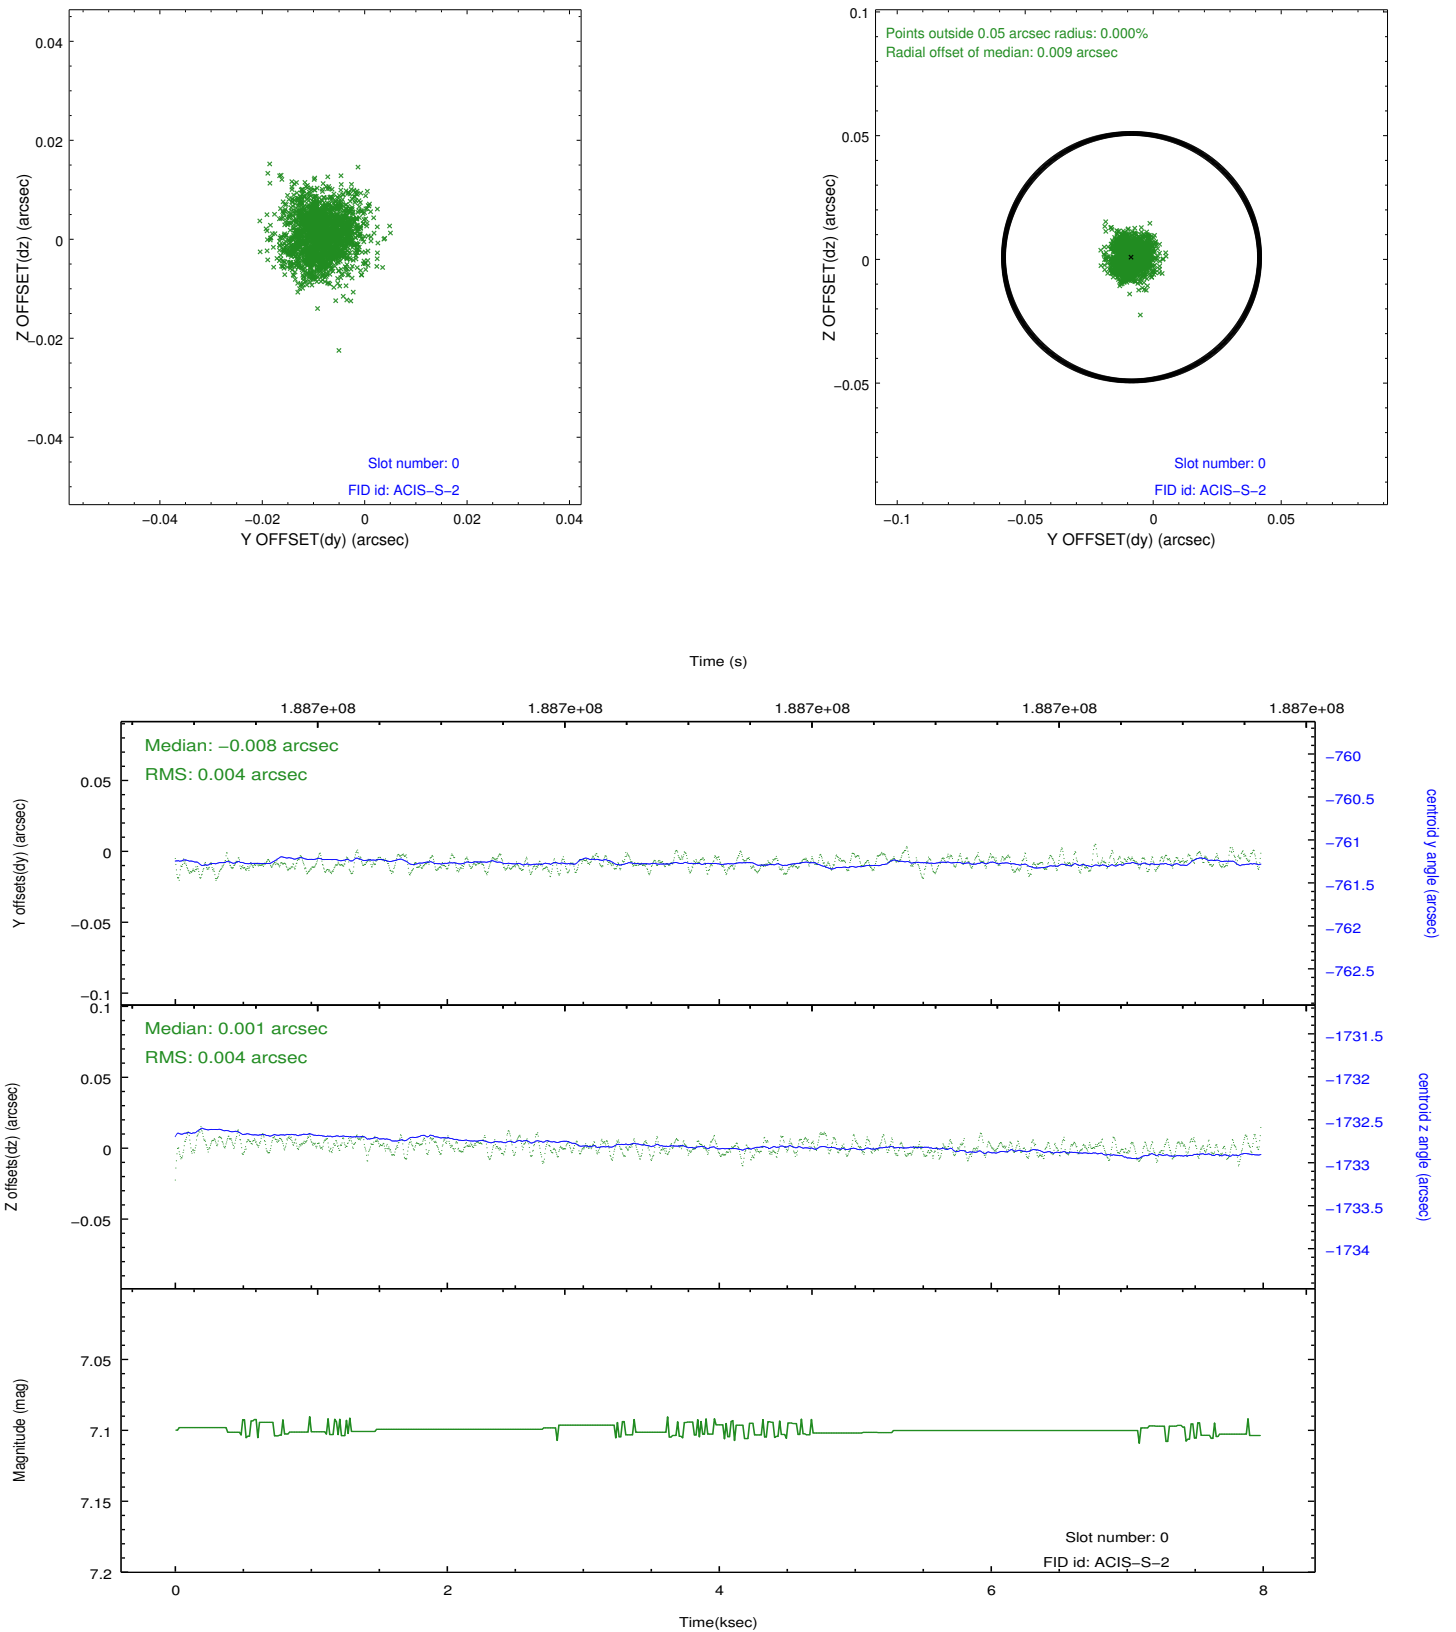 0.04
0.02
0
−0.02
−0.04
Z OFFSET(dz) (arcsec)
Slot number: 0
FID id: ACIS−S−2
−0.04
−0.02
0
0.02
0.04
Y OFFSET(dy) (arcsec)
0.1
0.05
0
−0.05
Z OFFSET(dz) (arcsec)
Points outside 0.05 arcsec radius: 0.000%
Radial offset of median: 0.009 arcsec
Slot number: 0
FID id: ACIS−S−2
−0.1
−0.05
0
0.05
Y OFFSET(dy) (arcsec)
Time (s)
1.887e+08
1.887e+08
1.887e+08
1.887e+08
1.887e+08
Median: −0.008 arcsec
RMS: 0.004 arcsec
0.05
0
−0.05
−0.1
Y offsets(dy) (arcsec)
−760
−760.5
−761
−761.5
−762
−762.5
centroid y angle (arcsec)
Median: 0.001 arcsec
RMS: 0.004 arcsec
0.1
0.05
0
−0.05
Z offsets(dz) (arcsec)
−1731.5
−1732
−1732.5
−1733
−1733.5
−1734
centroid z angle (arcsec)
7.05
7.1
7.15
7.2
Magnitude (mag)
Slot number: 0
FID id: ACIS−S−2
0
2
4
6
8
Time(ksec)